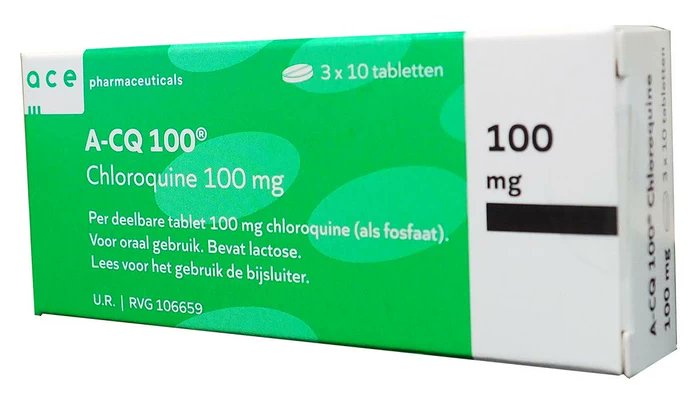 ace
pharmaceuticals
3 x 10 tabletten
A-CQ 100®
Chloroquine 100 mg
Per deelbare tablet 100 mg chloroquine (als fosfaat).
Voor oraal gebruik. Bevat lactose.
Lees voor het gebruik de bijsluiter.
U.R. | RVG 106659
100
mg
A-CQ 100® Chloroquine
100 mg
3 x 10 tabletten